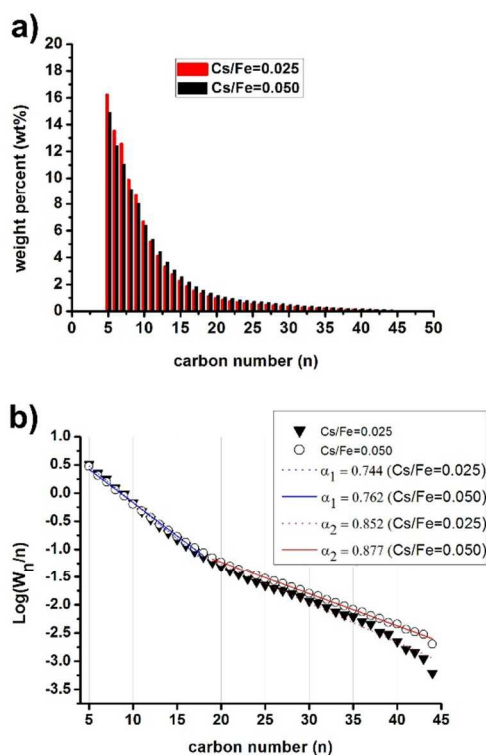 a)
20
18
16
14
12
10
8
6
4
2
0
weight percent (wt%)
Cs/Fe=0.025
Cs/Fe=0.050
0 5 10 15 20 25 30 35 40 45 50
carbon number (n)
b)
1.0
0.5
0.0
-0.5
-1.0
-1.5
-2.0
-2.5
-3.0
-3.5
Log(Wn/n)
Cs/Fe=0.025
Cs/Fe=0.050
α1 = 0.744 (Cs/Fe=0.025)
α1 = 0.762 (Cs/Fe=0.050)
α2 = 0.852 (Cs/Fe=0.025)
α2 = 0.877 (Cs/Fe=0.050)
5 10 15 20 25 30 35 40 45
carbon number (n)